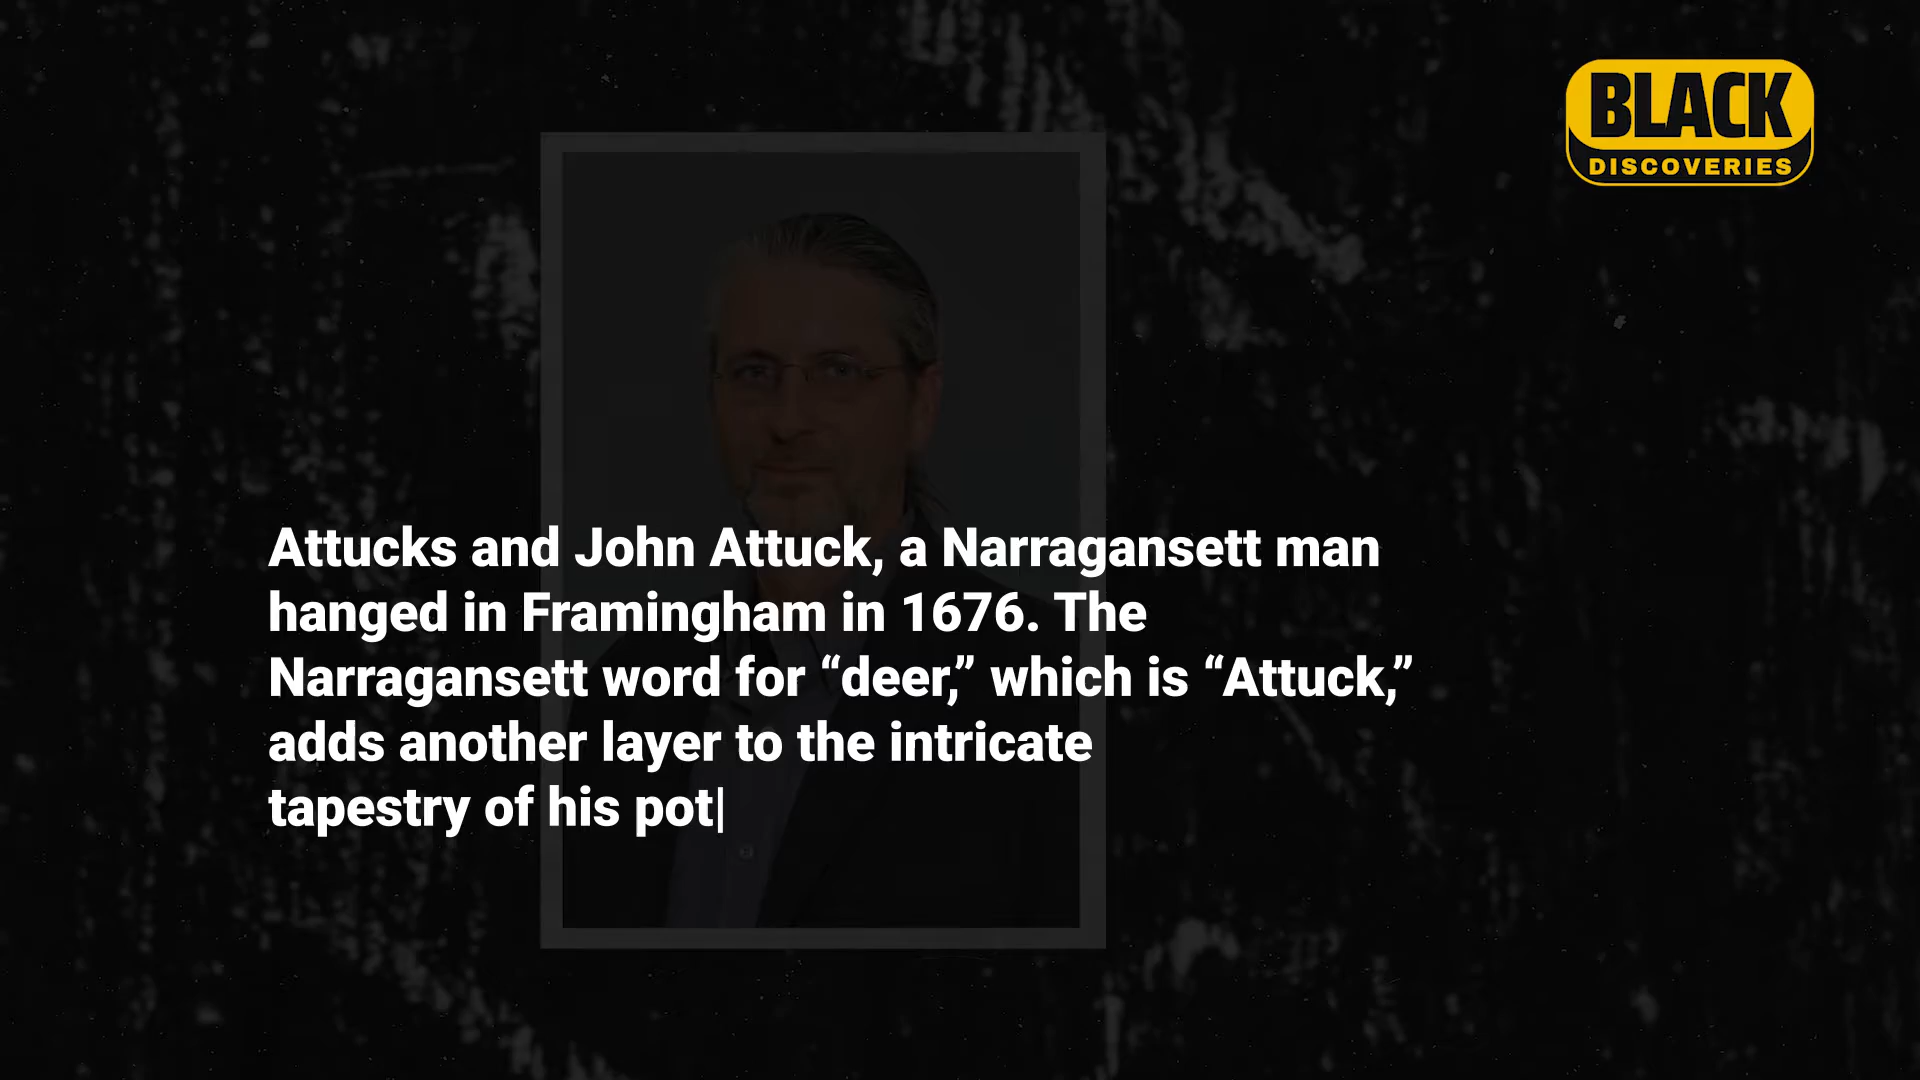 BLACK
DISCOVERIES
Attucks and John Attuck, a Narragansett man
hanged in Framingham in 1676. The
Narragansett word for “deer,” which is “Attuck,”
adds another layer to the intricate
tapestry of his pot|